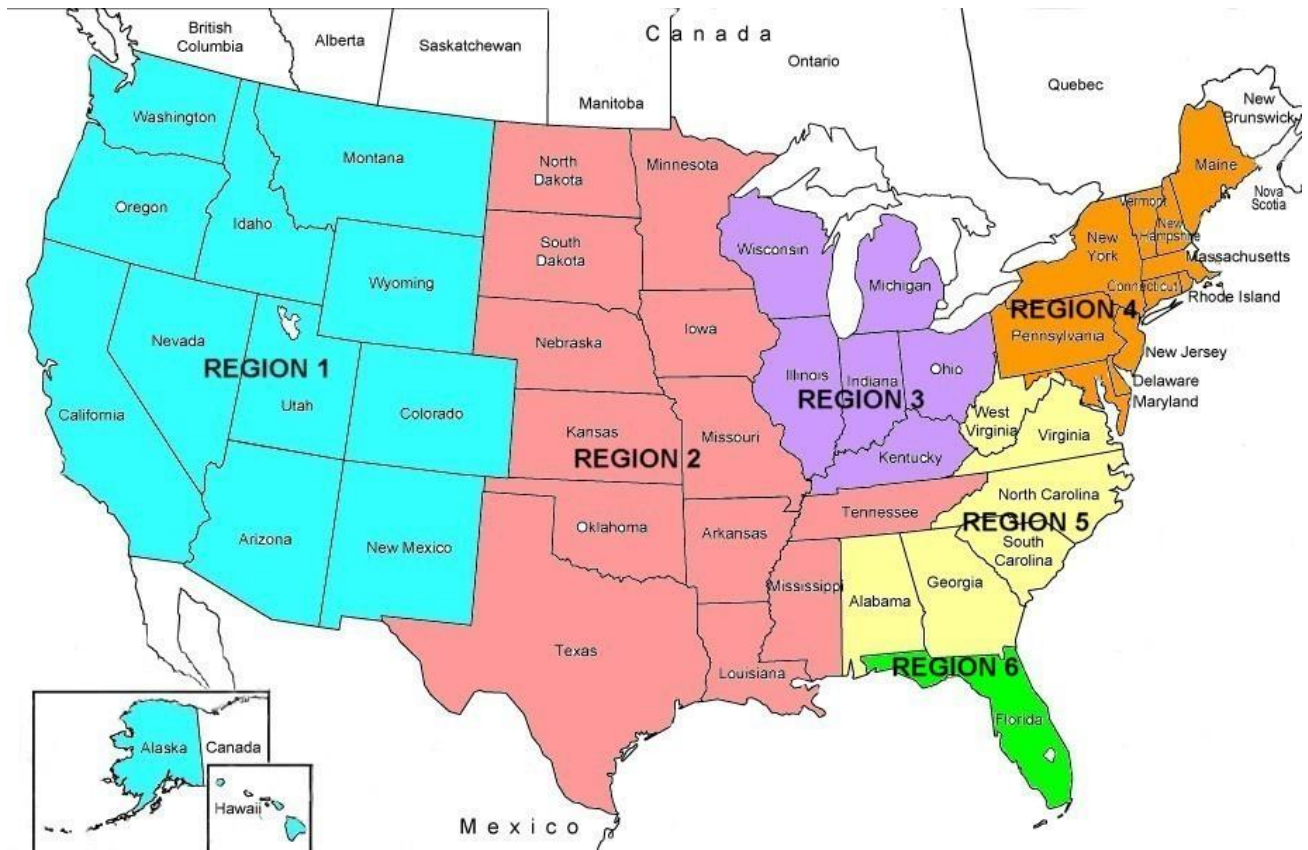 British
Columbia
Alberta
Saskatchewan
Manitoba
Canada
Ontario
Quebec
New
Brunswick
Nova
Scotia
Washington
Oregon
Idaho
Montana
Wyoming
California
Nevada
Utah
Colorado
Arizona
New Mexico
REGION 1
Alaska
Canada
Hawaii
North
Dakota
South
Dakota
Minnesota
Nebraska
Iowa
Kansas
Missouri
REGION 2
Oklahoma
Arkansas
Tennessee
Mississippi
Texas
Louisiana
Wisconsin
Michigan
Illinois
Indiana
Ohio
REGION 3
Kentucky
Maine
Vermont
New
Hampshire
New
York
Massachusetts
Connecticut
Rhode Island
REGION 4
Pennsylvania
New Jersey
Delaware
Maryland
West
Virginia
Virginia
North Carolina
REGION 5
South
Carolina
Georgia
Alabama
REGION 6
Florida
Mexico